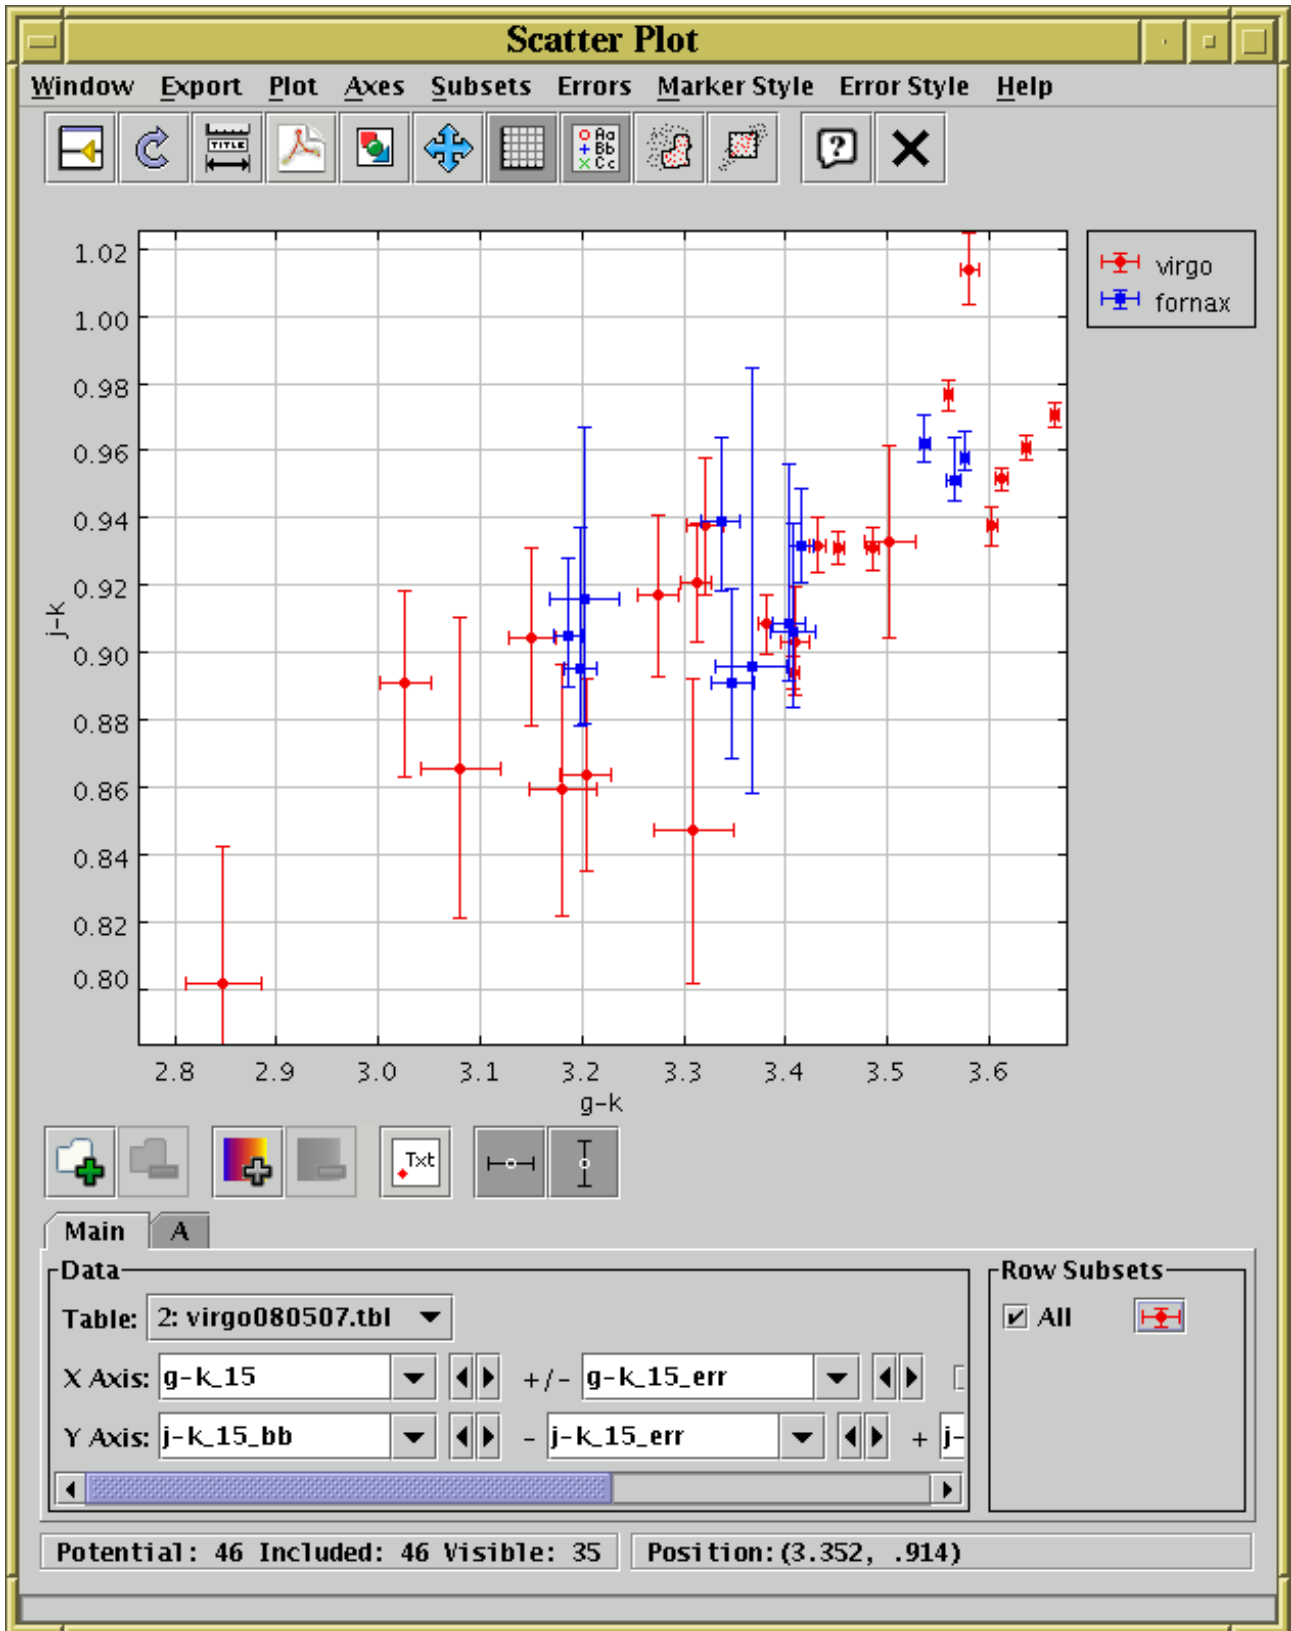 Scatter Plot
Window Export Plot Axes Subsets Errors Marker Style Error Style Help
TITLE
Aa
Bb
Cc
?
1.02
1.00
0.98
0.96
0.94
0.92
0.90
0.88
0.86
0.84
0.82
0.80
j-k
2.8 2.9 3.0 3.1 3.2 3.3 3.4 3.5 3.6
g-k
virgo
fornax
Txt
Main A
Data
Table: 2: virgo080507.tbl
X Axis: g-k_15 +/- g-k_15_err
Y Axis: j-k_15_bb - j-k_15_err + j-
Row Subsets
All
Potential: 46 Included: 46 Visible: 35 Position:(3.352, .914)